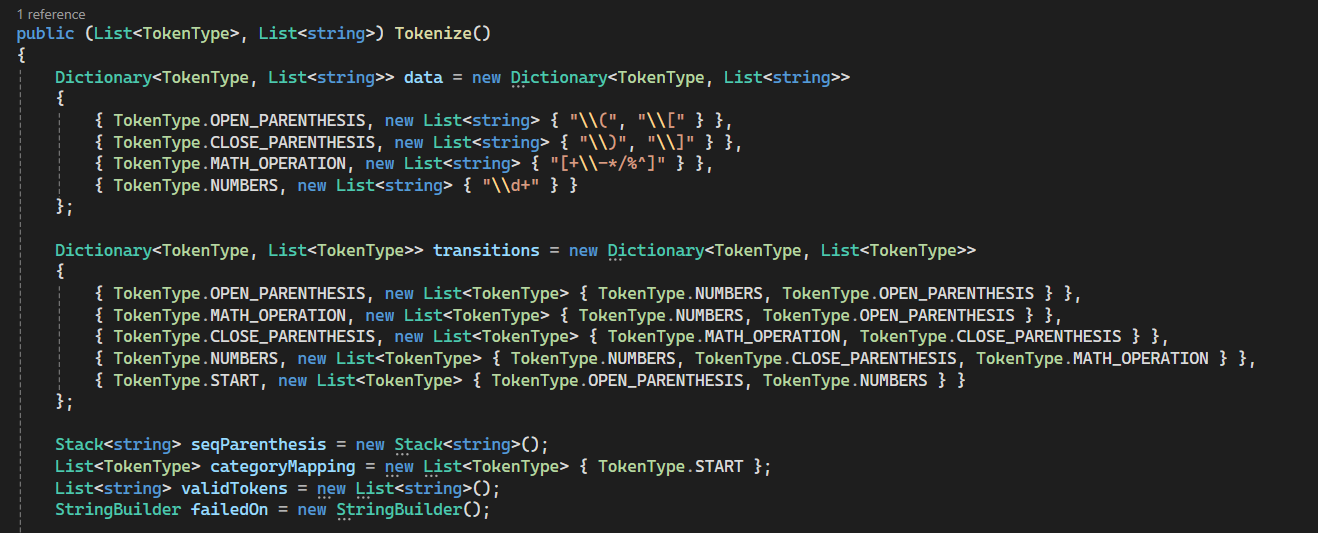 1 reference
public (List<TokenType>, List<string>) Tokenize()
{
    Dictionary<TokenType, List<string>> data = new Dictionary<TokenType, List<string>>
    {
        { TokenType.OPEN_PARENTHESIS, new List<string> { "\\(", "\\[" } },
        { TokenType.CLOSE_PARENTHESIS, new List<string> { "\\)", "\\]" } },
        { TokenType.MATH_OPERATION, new List<string> { "[+\\-*/%^]" } },
        { TokenType.NUMBERS, new List<string> { "\\d+" } }
    };

    Dictionary<TokenType, List<TokenType>> transitions = new Dictionary<TokenType, List<TokenType>>
    {
        { TokenType.OPEN_PARENTHESIS, new List<TokenType> { TokenType.NUMBERS, TokenType.OPEN_PARENTHESIS } },
        { TokenType.MATH_OPERATION, new List<TokenType> { TokenType.NUMBERS, TokenType.OPEN_PARENTHESIS } },
        { TokenType.CLOSE_PARENTHESIS, new List<TokenType> { TokenType.MATH_OPERATION, TokenType.CLOSE_PARENTHESIS } },
        { TokenType.NUMBERS, new List<TokenType> { TokenType.NUMBERS, TokenType.CLOSE_PARENTHESIS, TokenType.MATH_OPERATION } },
        { TokenType.START, new List<TokenType> { TokenType.OPEN_PARENTHESIS, TokenType.NUMBERS } }
    };

    Stack<string> seqParenthesis = new Stack<string>();
    List<TokenType> categoryMapping = new List<TokenType> { TokenType.START };
    List<string> validTokens = new List<string>();
    StringBuilder failedOn = new StringBuilder();